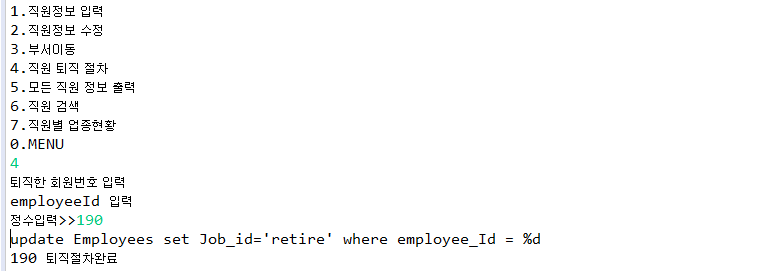 1.직원정보 입력
2.직원정보 수정
3.부서이동
4.직원 퇴직 절차
5.모든 직원 정보 출력
6.직원 검색
7.직원별 업종현황
0.MENU
4
퇴직한 회원번호 입력
employeeId 입력
정수입력>>190
update Employees set Job_id='retire' where employee_Id = %d
190 퇴직절차완료